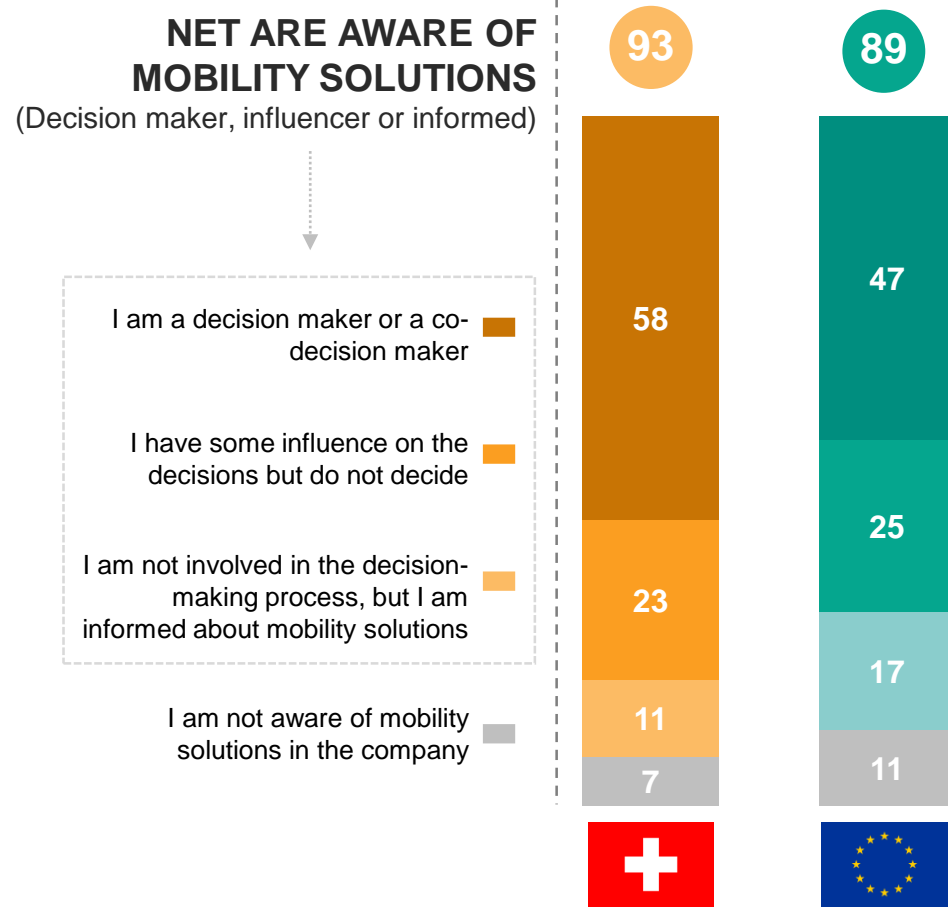 NET ARE AWARE OF
MOBILITY SOLUTIONS
(Decision maker, influencer or informed)
93
89
I am a decision maker or a co-
decision maker
I have some influence on the
decisions but do not decide
I am not involved in the decision-
making process, but I am
informed about mobility solutions
I am not aware of mobility
solutions in the company
58
23
11
7
47
25
17
11